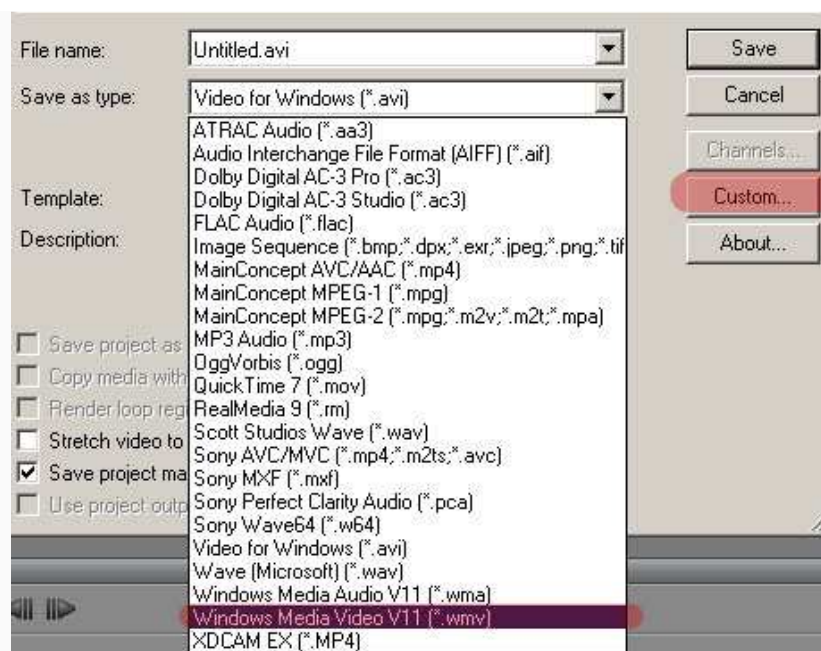 File name:
Untitled.avi
Save
Save as type:
Video for Windows (*.avi)
Cancel
ATRAC Audio (*.aa3)
Audio Interchange File Format (AIFF) (*.aif)
Channels...
Dolby Digital AC-3 Pro (*.ac3)
Template:
Dolby Digital AC-3 Studio (*.ac3)
Custom...
FLAC Audio (*.flac)
Description:
Image Sequence (*.bmp;*.dpx;*.exr;*.jpeg;*.png;*.tif
About...
MainConcept AVC/AAC (*.mp4)
MainConcept MPEG-1 (*.mpg)
MainConcept MPEG-2 (*.mpg;*.m2v;*.m2t;*.mpa)
Save project as
MP3 Audio (*.mp3)
OggVorbis (*.ogg)
Copy media with
QuickTime 7 (*.mov)
Render loop regi
RealMedia 9 (*.rm)
Scott Studios Wave (*.wav)
Stretch video to
Sony AVC/MVC (*.mp4;*.m2ts;*.avc)
Save project ma
Sony MXF (*.mxf)
Use project outp
Sony Perfect Clarity Audio (*.pca)
Sony Wave64 (*.w64)
Video for Windows (*.avi)
Wave (Microsoft) (*.wav)
Windows Media Audio V11 (*.wma)
Windows Media Video V11 (*.wmv)
XDCAM EX (*.MP4)